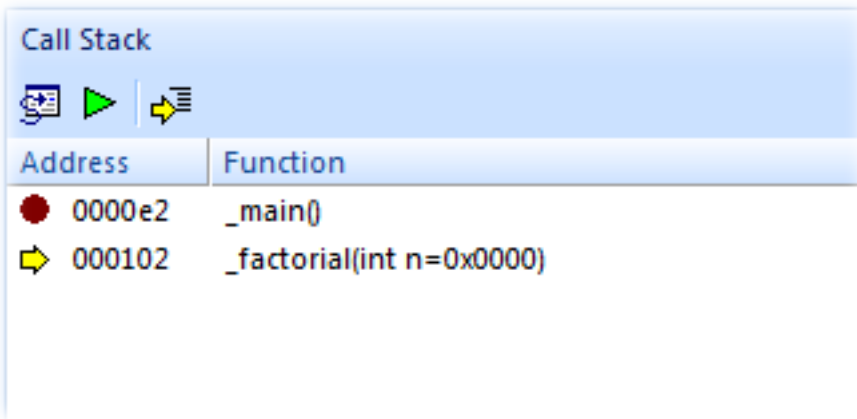 Call Stack
Address Function
0000e2 _main()
000102 _factorial(int n=0x0000)